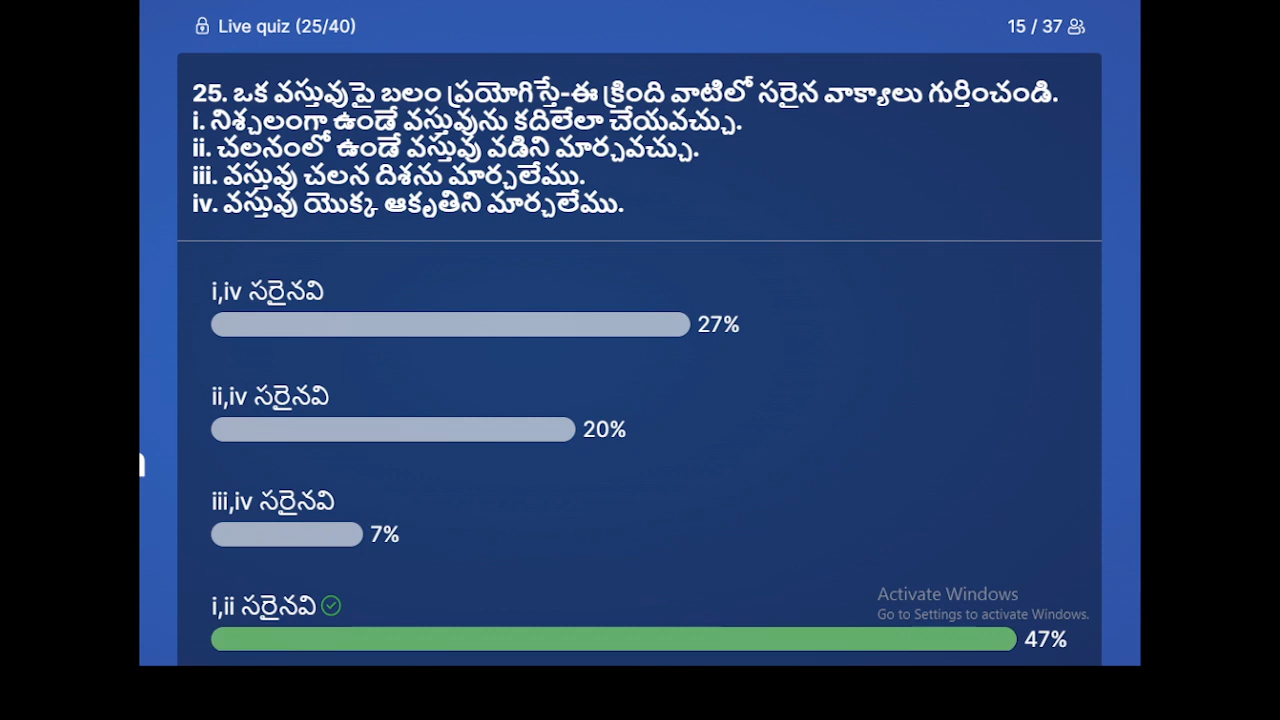 Live quiz (25/40)
15 / 37
25. ఒక వస్తువుపై బలం ప్రయోగిస్తే-ఈ క్రింది వాటిలో సరైన వాక్యాలు గుర్తించండి.
i. నిశ్చలంగా ఉండే వస్తువును కదిలేలా చేయవచ్చు.
ii. చలనంలో ఉండే వస్తువు వడిని మార్చవచ్చు.
iii. వస్తువు చలన దిశను మార్చలేము.
iv. వస్తువు యొక్క ఆకృతిని మార్చలేము.
i,iv సరైనవి
27%
ii,iv సరైనవి
20%
iii,iv సరైనవి
7%
i,ii సరైనవి
47%
Activate Windows
Go to Settings to activate Windows.